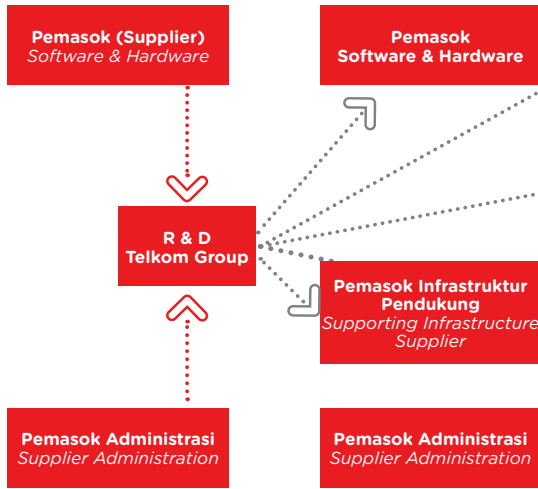 Pemasok (Supplier)
Software & Hardware
Pemasok
Software & Hardware
R & D
Telkom Group
Pemasok Infrastruktur
Pendukung
Supporting Infrastructure
Supplier
Pemasok Administrasi
Supplier Administration
Pemasok Administrasi
Supplier Administration